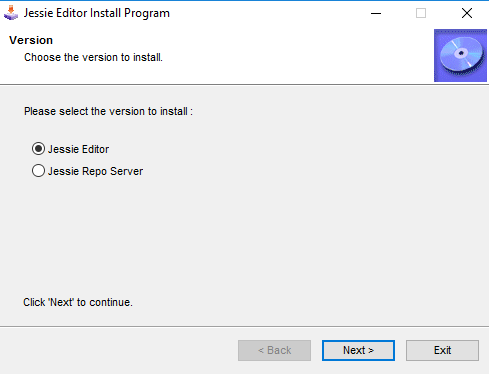 Jessie Editor Install Program
Version
Choose the version to install.
Please select the version to install :
Jessie Editor
Jessie Repo Server
Click 'Next' to continue.
< Back
Next >
Exit